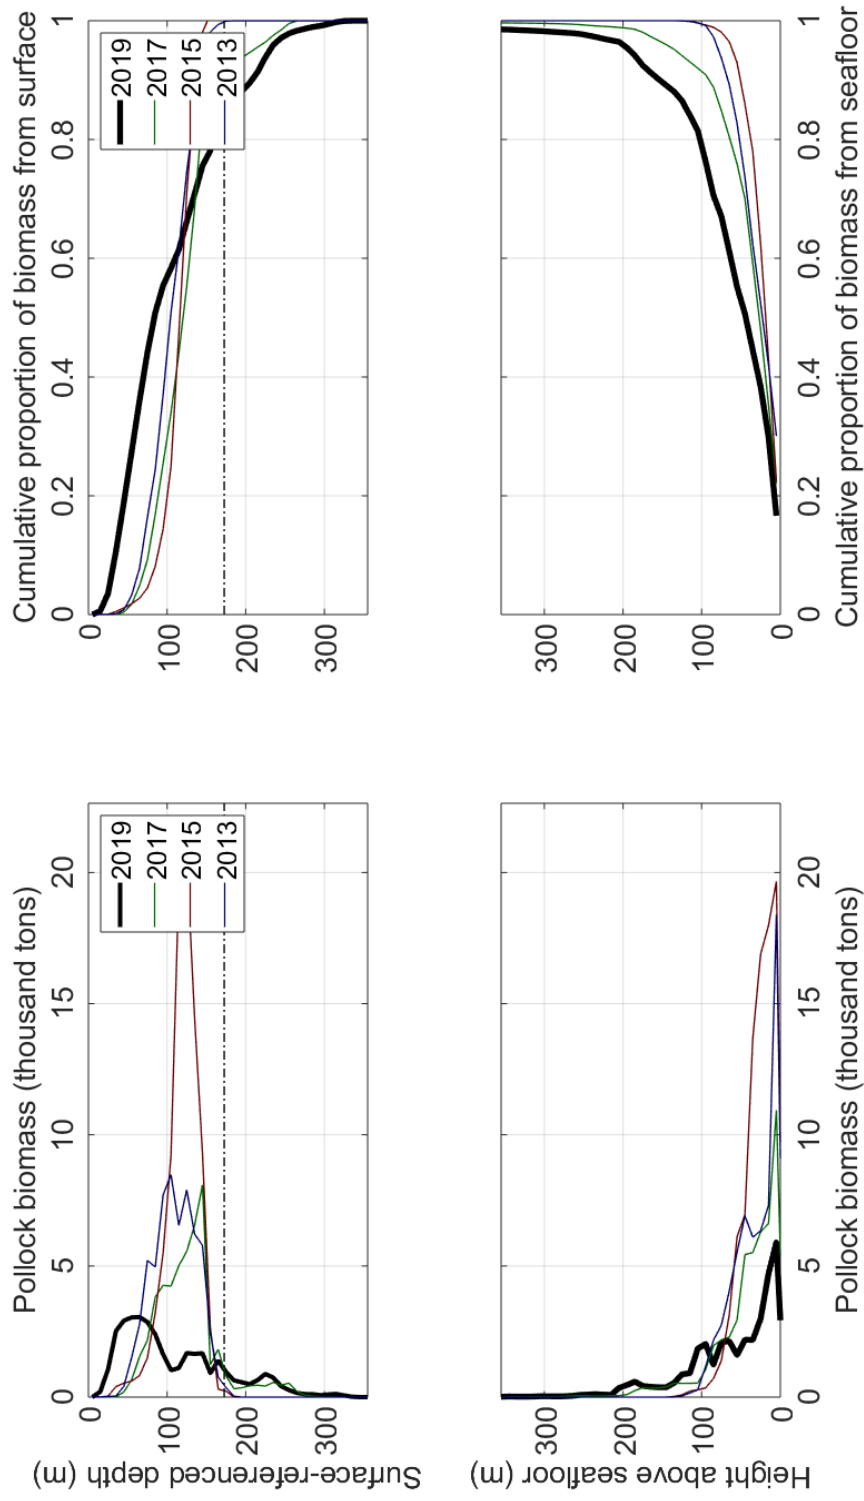 Pollock biomass (thousand tons)
0 5 10 15 20
Surface-referenced depth (m)
0
100
200
300
2019
2017
2015
2013
Cumulative proportion of biomass from surface
0 0.2 0.4 0.6 0.8 1
0
100
200
300
2019
2017
2015
2013
Height above seafloor (m)
300
200
100
0
0 5 10 15 20
Pollock biomass (thousand tons)
300
200
100
0
0 0.2 0.4 0.6 0.8 1
Cumulative proportion of biomass from seafloor